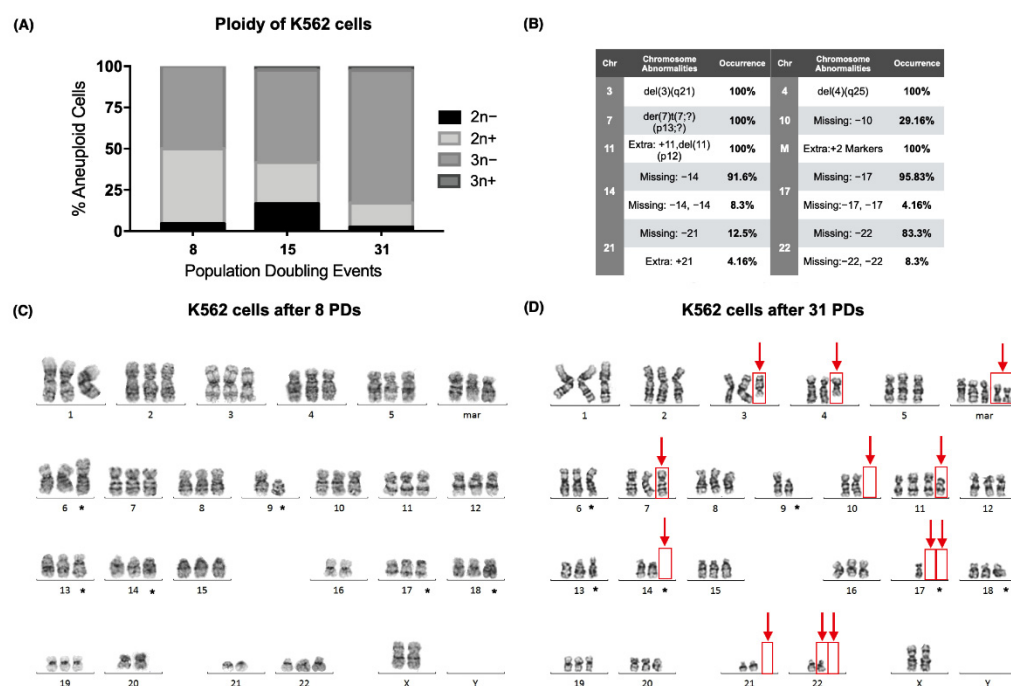 (A)
Ploidy of K562 cells
100
75
50
25
0
% Aneuploid Cells
8
15
31
Population Doubling Events
2n−
2n+
3n−
3n+
(B)
Chr Chromosome Abnormalities Occurrence Chr Chromosome Abnormalities Occurrence
3 del(3)(q21) 100% 4 del(4)(q25) 100%
7 der(7)t(7;?)(p13;?) 100% 10 Missing: −10 29.16%
11 Extra: +11,del(11)(p12) 100% M Extra:+2 Markers 100%
14 Missing: −14 91.6% 17 Missing: −17 95.83%
Missing: −14, −14 8.3% Missing: −17, −17 4.16%
21 Missing: −21 12.5% 22 Missing: −22 83.3%
Extra: +21 4.16% Missing:−22, −22 8.3%
(C)
K562 cells after 8 PDs
1 2 3 4 5 mar
6 * 7 8 9 * 10 11 12
13 * 14 * 15 16 17 * 18 *
19 20 21 22 X Y
(D)
K562 cells after 31 PDs
1 2 3 4 5 mar
6 * 7 8 9 * 10 11 12
13 * 14 * 15 16 17 * 18 *
19 20 21 22 X Y